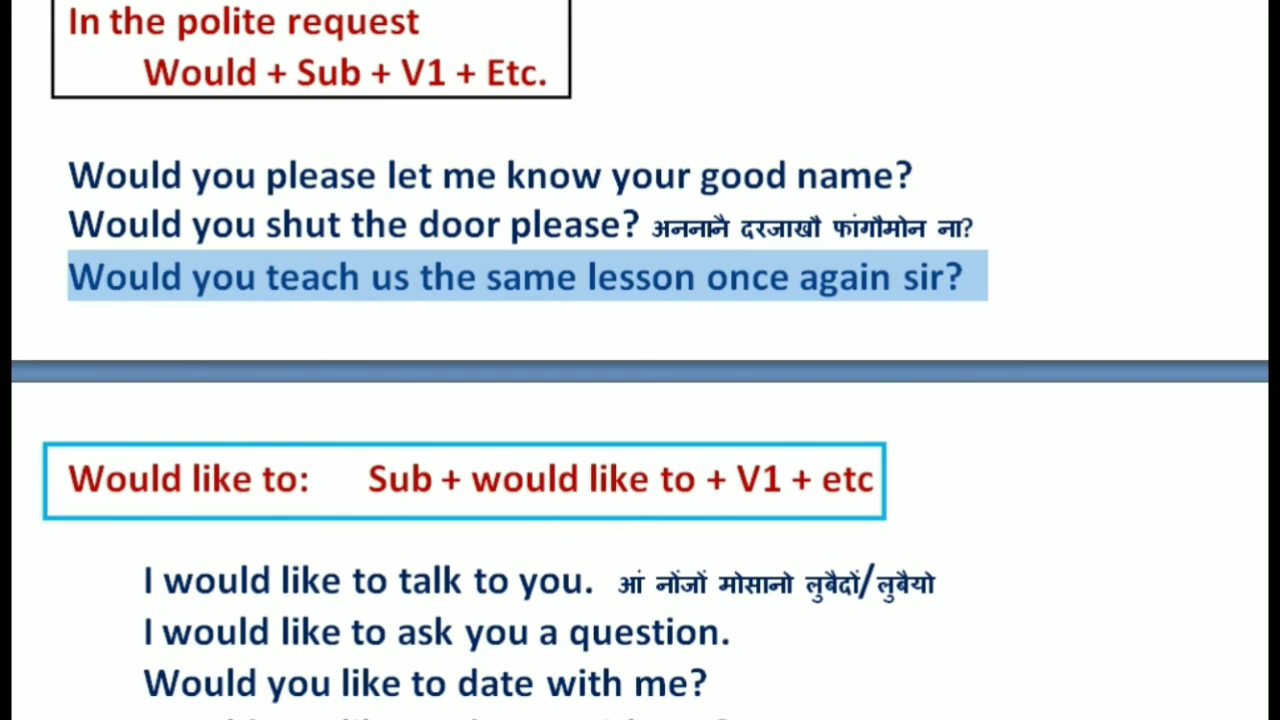 In the polite request
Would + Sub + V1 + Etc.
Would you please let me know your good name?
Would you shut the door please? अननानै दरजाखौ फांगौमोन ना?
Would you teach us the same lesson once again sir?
Would like to: Sub + would like to + V1 + etc
I would like to talk to you. आं नोंजों मोसानो लुबैदों/लुबैयो
I would like to ask you a question.
Would you like to date with me?